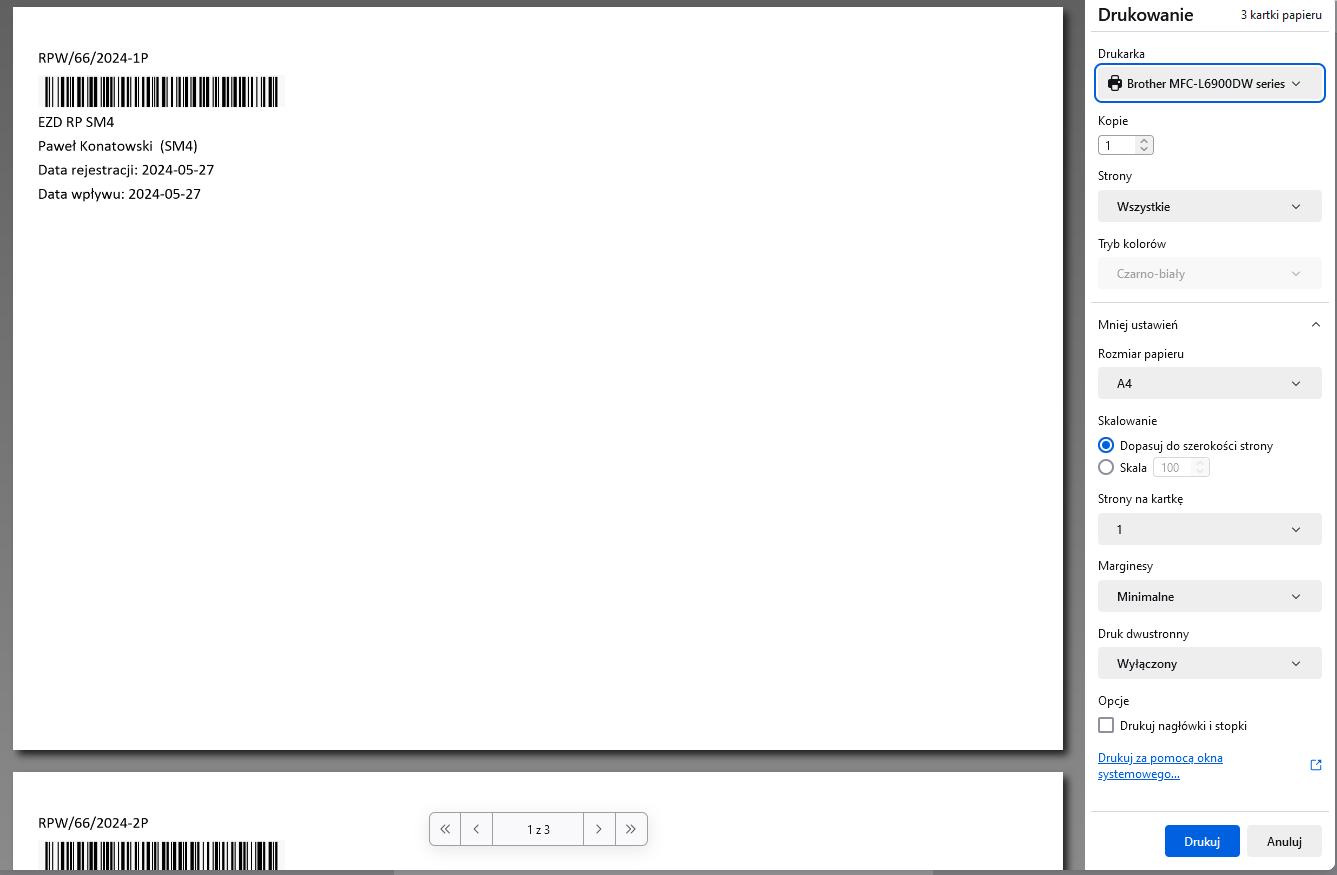 RPW/66/2024-1P
EZD RP SM4
Paweł Konatowski  (SM4)
Data rejestracji: 2024-05-27
Data wpływu: 2024-05-27
RPW/66/2024-2P
1 z 3
Drukowanie
3 kartki papieru
Drukarka
Brother MFC-L6900DW series
Kopie
1
Strony
Wszystkie
Tryb kolorów
Czarno-biały
Mniej ustawień
Rozmiar papieru
A4
Skalowanie
Dopasuj do szerokości strony
Skala 100
Strony na kartkę
1
Marginesy
Minimalne
Druk dwustronny
Wyłączony
Opcje
Drukuj nagłówki i stopki
Drukuj za pomocą okna
systemowego...
Drukuj
Anuluj